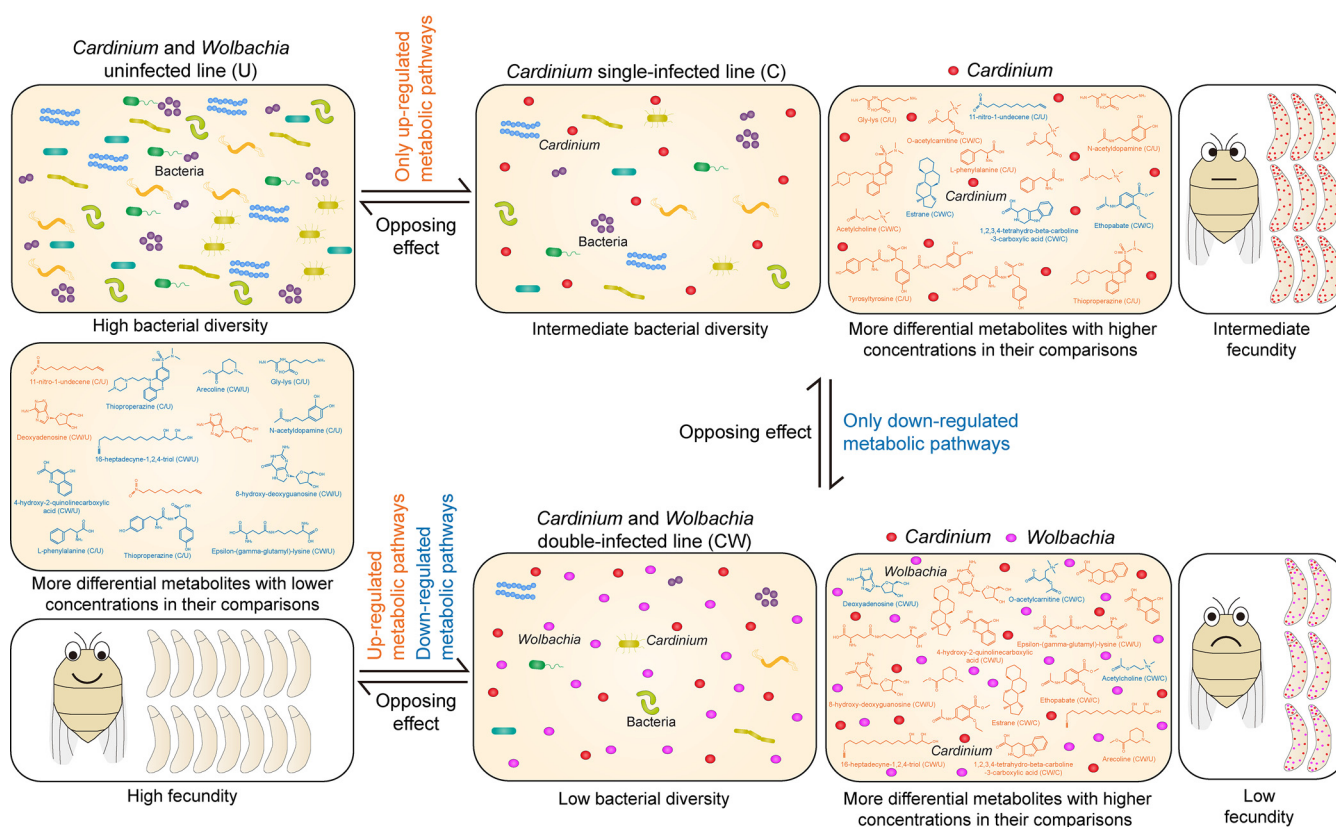 Cardinium and Wolbachia
uninfected line (U)
Bacteria
High bacterial diversity
Only up-regulated
metabolic pathways
Opposing
effect
Cardinium single-infected line (C)
Cardinium
Bacteria
Intermediate bacterial diversity
Cardinium
Gly-lys (C/U)
11-nitro-1-undecene (C/U)
O-acetylcarnitine (CW/C)
N-acetyldopamine (C/U)
L-phenylalanine (C/U)
Cardinium
Estrane (CW/C)
Acetylcholine (CW/C)
1,2,3,4-tetrahydro-beta-carboline
-3-carboxylic acid (CW/C)
Ethopabate (CW/C)
Tyrosyltyrosine (C/U)
Thioproperazine (C/U)
More differential metabolites with higher
concentrations in their comparisons
Intermediate
fecundity
11-nitro-1-undecene (C/U)
Thioproperazine
(C/U)
Arecoline (CW/U)
Gly-lys (C/U)
Deoxyadenosine (CW/U)
N-acetyldopamine (C/U)
16-heptadecyne-1,2,4-triol (CW/U)
4-hydroxy-2-quinolinecarboxylic
acid (CW/U)
8-hydroxy-deoxyguanosine (CW/U)
L-phenylalanine (C/U)
Thioproperazine (C/U)
Epsilon-(gamma-glutamyl)-lysine (CW/U)
More differential metabolites with lower
concentrations in their comparisons
High fecundity
Opposing effect
Only down-regulated
metabolic pathways
Up-regulated
metabolic pathways
Down-regulated
metabolic pathways
Opposing
effect
Cardinium and Wolbachia
double-infected line (CW)
Wolbachia
Cardinium
Bacteria
Low bacterial diversity
Cardinium
Wolbachia
Wolbachia
Deoxyadenosine (CW/U)
O-acetylcarnitine (CW/C)
4-hydroxy-2-quinolinecarboxylic
acid (CW/U)
Epsilon-(gamma-glutamyl)-lysine (CW/U)
Acetylcholine (CW/C)
8-hydroxy-deoxyguanosine (CW/U)
Estrane (CW/C)
Ethopabate (CW/C)
Cardinium
16-heptadecyne-1,2,4-triol (CW/U)
1,2,3,4-tetrahydro-beta-carboline
-3-carboxylic acid (CW/C)
Arecoline (CW/U)
More differential metabolites with higher
concentrations in their comparisons
Low
fecundity